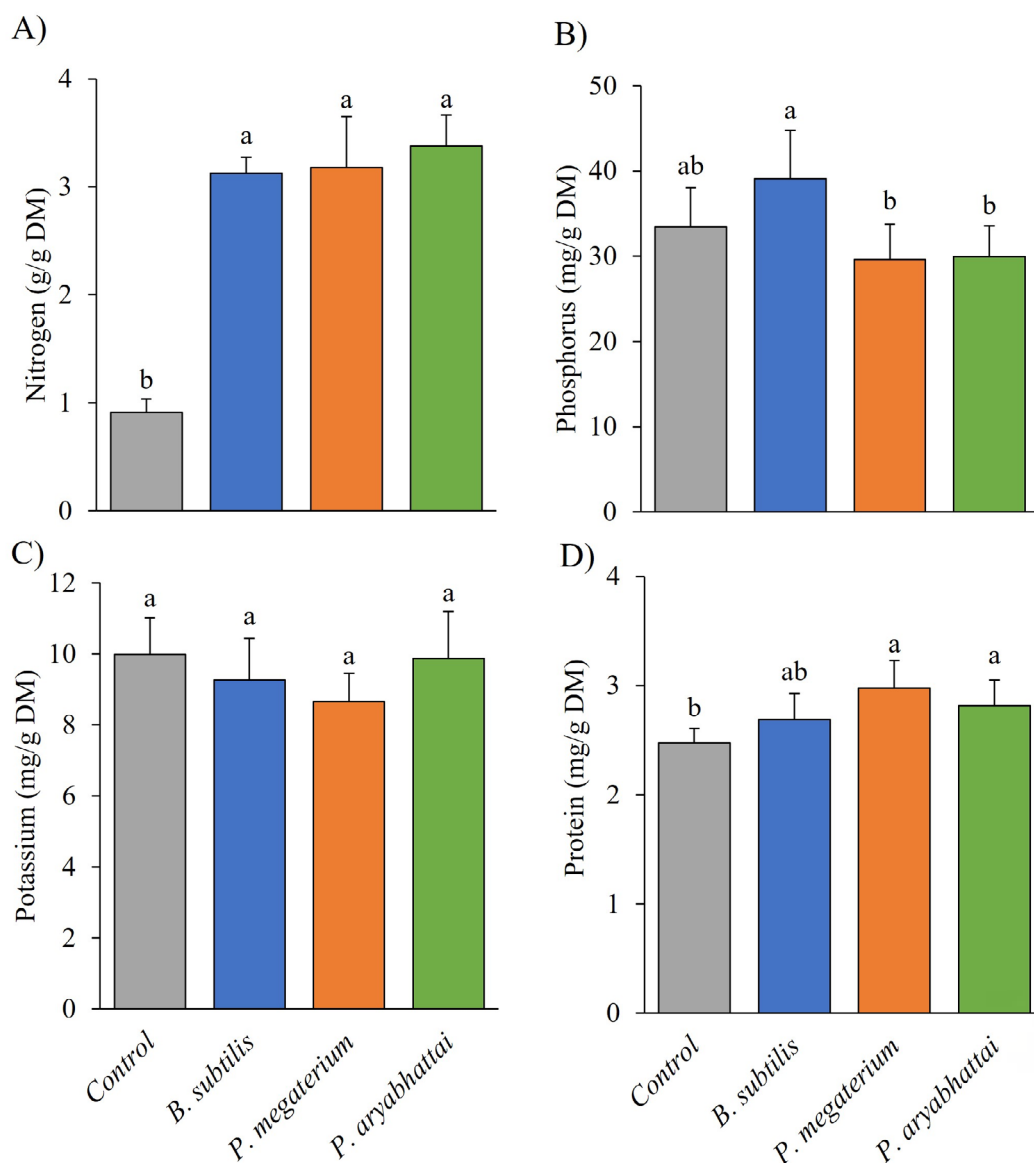 A)
Nitrogen (g/g DM)
4
3
2
1
0
b
a
a
a
B)
Phosphorus (mg/g DM)
50
40
30
20
10
0
ab
a
b
b
C)
Potassium (mg/g DM)
12
10
8
6
4
2
0
a
a
a
a
Control
B. subtilis
P. megaterium
P. aryabhattai
D)
Protein (mg/g DM)
4
3
2
1
0
b
ab
a
a
Control
B. subtilis
P. megaterium
P. aryabhattai